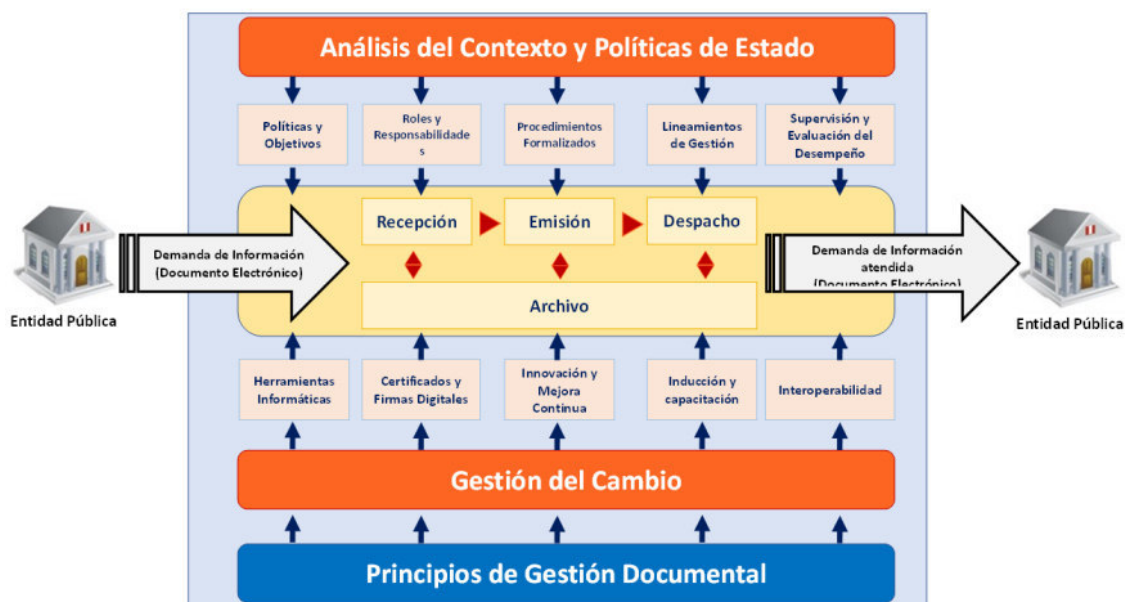 Análisis del Contexto y Políticas de Estado
Políticas y
Objetivos
Roles y
Responsabilidade
s
Procedimientos
Formalizados
Lineamientos
de Gestión
Supervisión y
Evaluación del
Desempeño
Recepción
Emisión
Despacho
Demanda de Información
(Documento Electrónico)
Demanda de Información
atendida
(Documento Electrónico)
Archivo
Entidad Pública
Entidad Pública
Herramientas
Informáticas
Certificados y
Firmas Digitales
Innovación y
Mejora
Continua
Inducción y
capacitación
Interoperabilidad
Gestión del Cambio
Principios de Gestión Documental